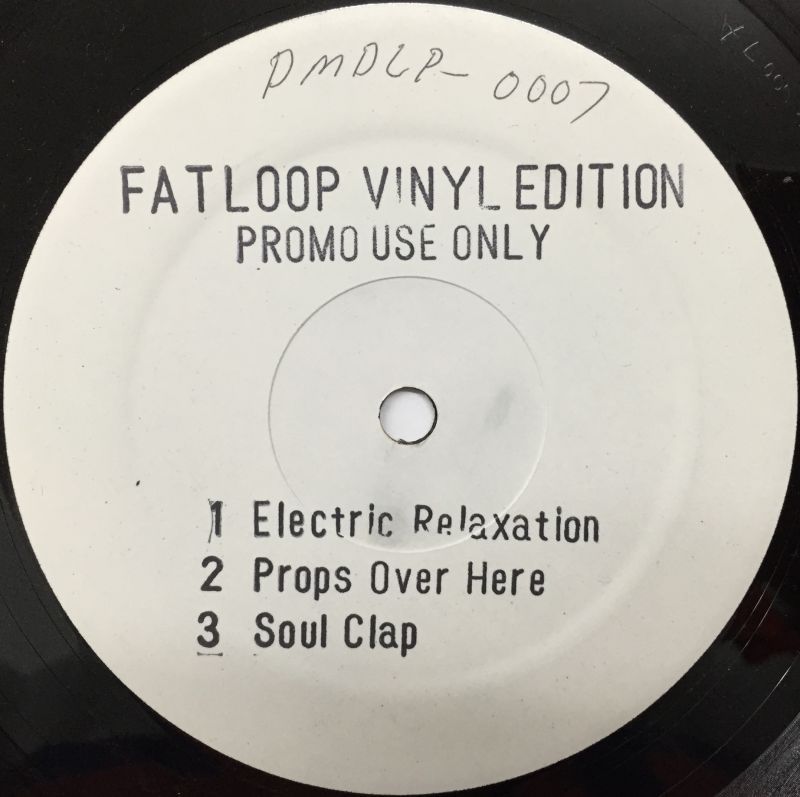 DMDLP- 0007
FATLOOP VINYL EDITION
PROMO USE ONLY
1 Electric Relaxation
2 Props Over Here
3 Soul Clap